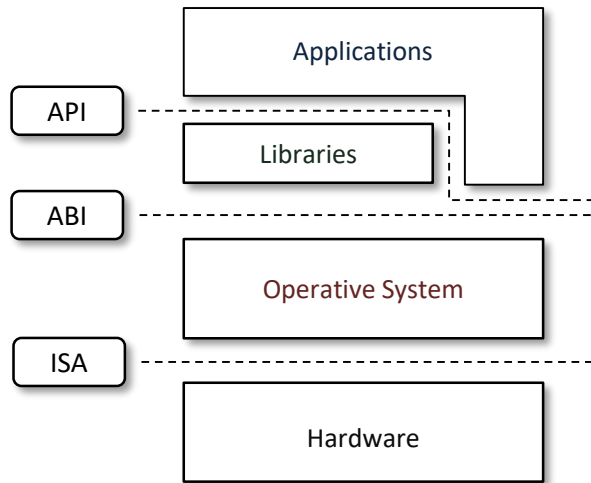 Applications
API
Libraries
ABI
Operative System
ISA
Hardware